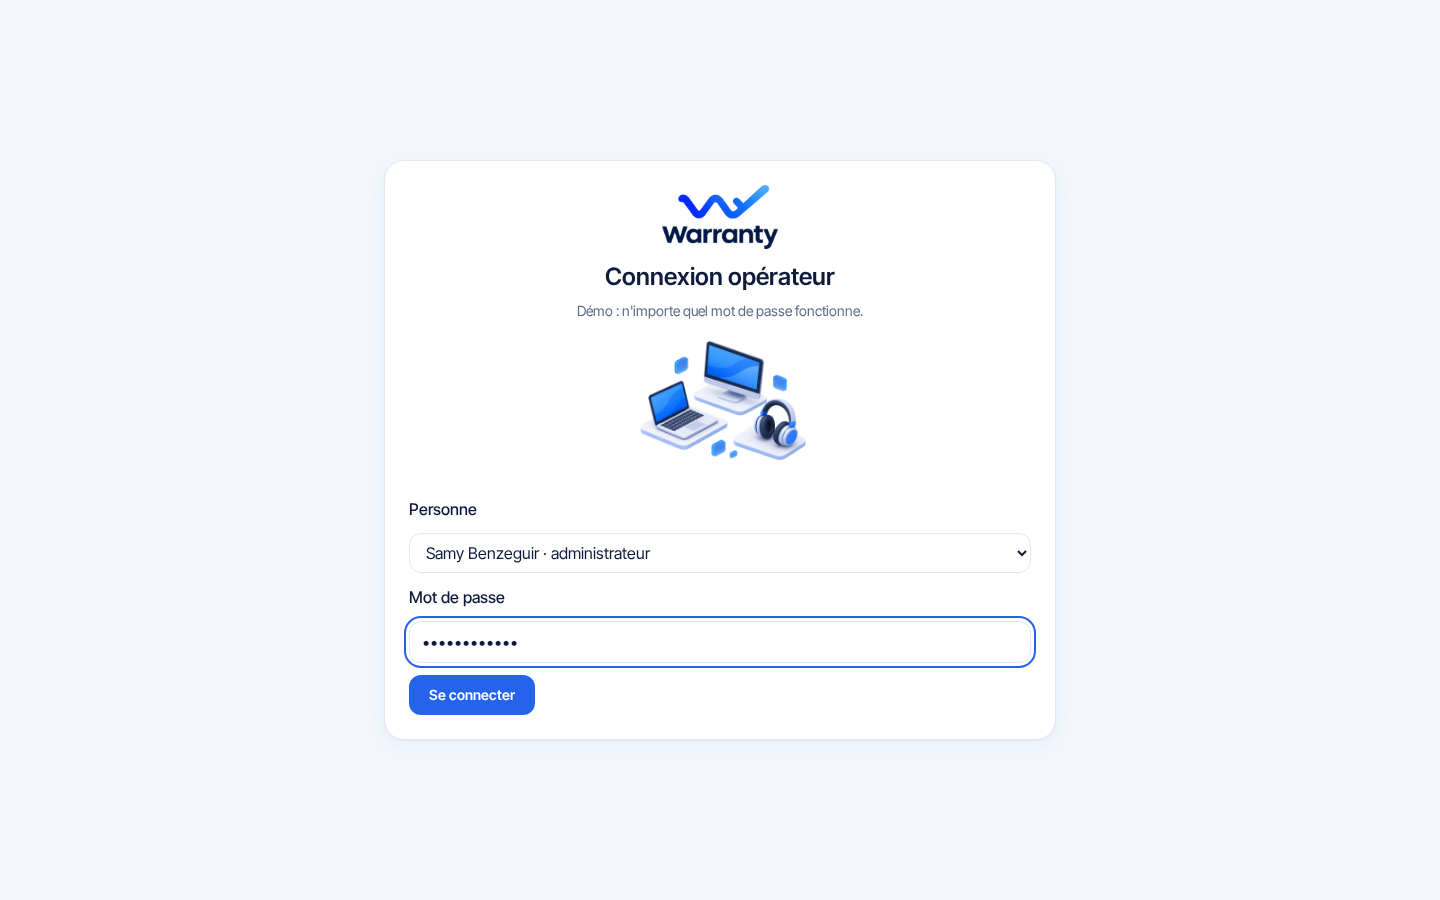 Warranty
Connexion opérateur
Démo : n'importe quel mot de passe fonctionne.
Personne
Samy Benzeguir · administrateur
Mot de passe
••••••••••••
Se connecter